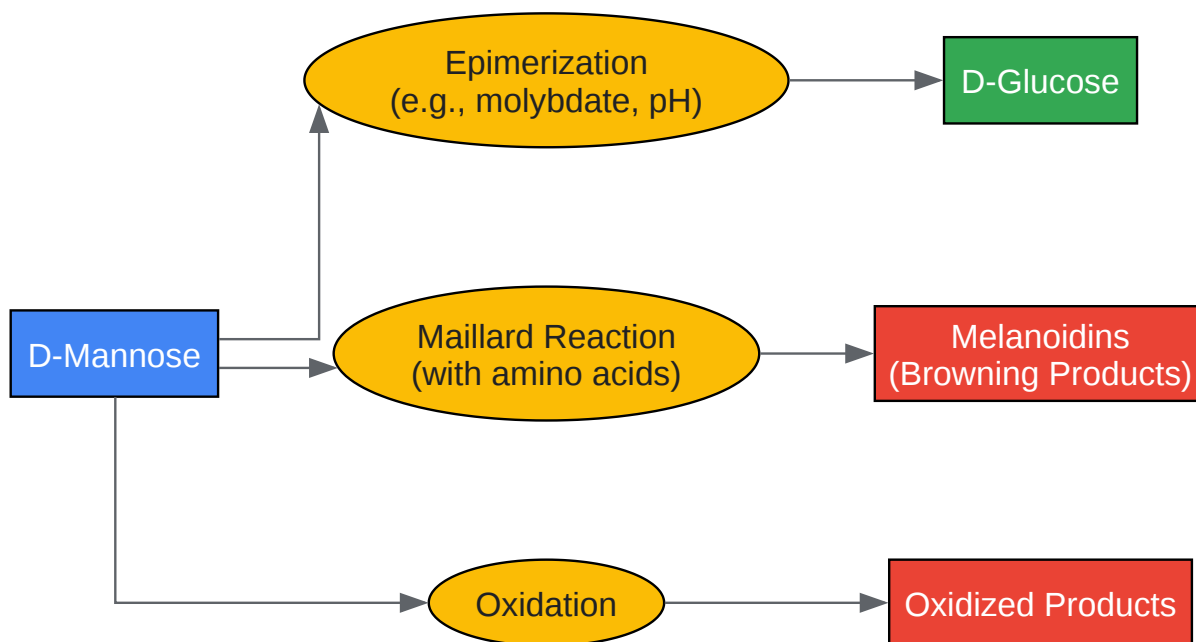 Epimerization
(e.g., molybdate, pH)
D-Glucose
D-Mannose
Maillard Reaction
(with amino acids)
Melanoidins
(Browning Products)
Oxidation
Oxidized Products